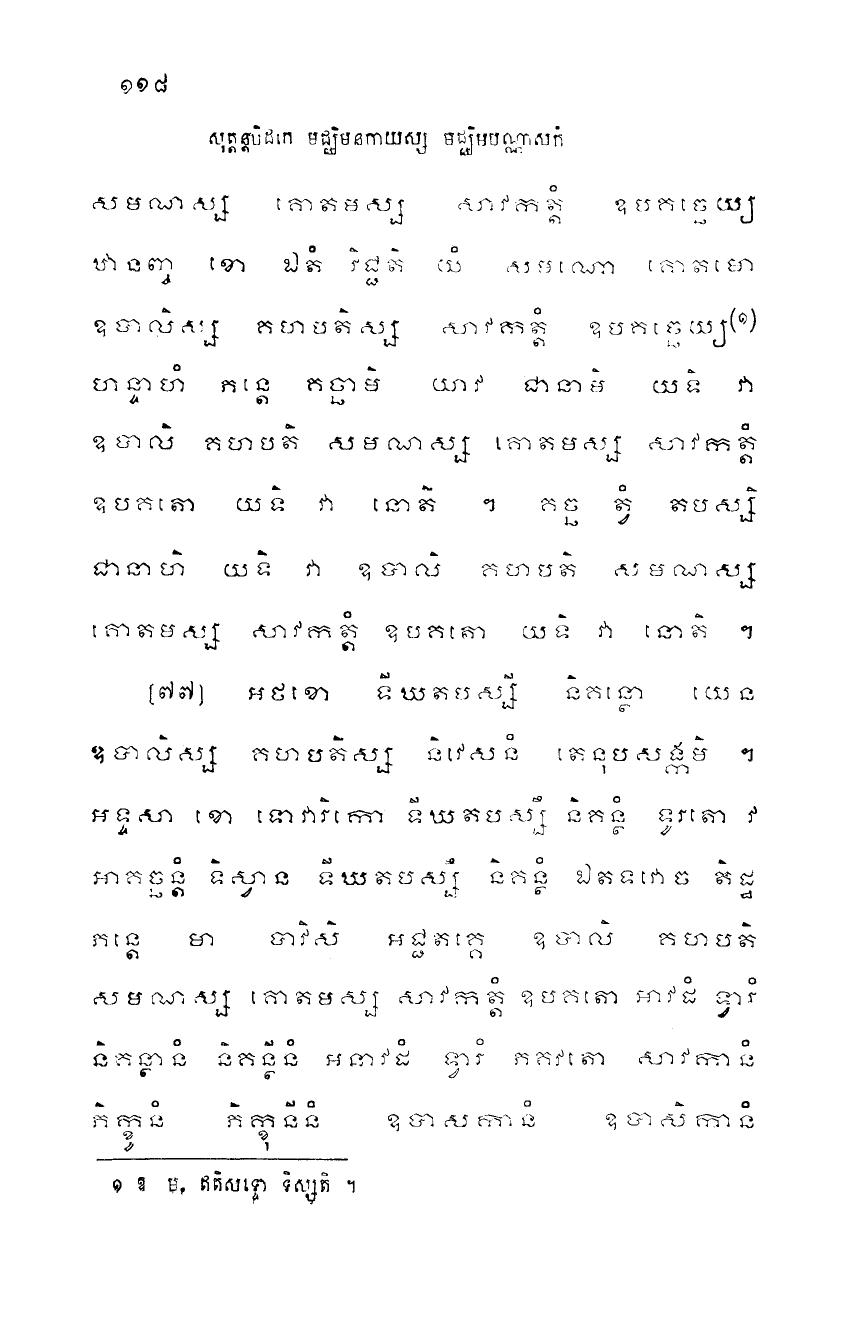 ១១៨
សុត្តន្តបិដកេ មជ្ឈិមនិកាយស្ស មជ្ឈិមបណ្ណាសកំ
សមណស្ស គោតមស្ស សាវកត្តំ ឧបគច្ឆេយ្យ
ឋានញ្ច ខោ ឯតំ វិជ្ជតិ យំ សមណោ គោតមោ
ឧបាលិស្ស គហបតិស្ស សាវកត្តំ ឧបគច្ឆេយ្យ(១)
ហន្ទាហំ ភន្តេ គច្ឆាមិ យាវ ជានាមិ យទិ វា
ឧបាលិ គហបតិ សមណស្ស គោតមស្ស សាវកត្តំ
ឧបគតោ យទិ វា នោតិ ។ គច្ឆ ត្វំ តបស្សិ
ជានាហិ យទិ វា ឧបាលិ គហបតិ សមណស្ស
គោតមស្ស សាវកត្តំ ឧបគតោ យទិ វា នោតិ ។
[៧៧] អថខោ ទីឃតបស្សី និគន្ថោ យេន
ឧបាលិស្ស គហបតិស្ស និវេសនំ តេនុបសង្កមិ ។
អទ្ទសា ខោ ទោវារិកោ ទីឃតបស្សឹ និគន្ថំ ទូរតោ វ
អាគច្ឆន្តំ ទិស្វាន ទីឃតបស្សឹ និគន្ថំ ឯតទវោច តិដ្ឋ
ភន្តេ មា បាវិសិ អជ្ជតគ្គេ ឧបាលិ គហបតិ
សមណស្ស គោតមស្ស សាវកត្តំ ឧបគតោ អាវដំ ទ្វារំ
និគន្ថានំ និគន្ថីនំ អនាវដំ ទ្វារំ ភគវតោ សាវកានំ
ភិក្ខូនំ ភិក្ខុនីនំ ឧបាសកានំ ឧបាសិកានំ
១ ឱ ម. ឥតិសទ្ទោ ទិស្សតិ ។